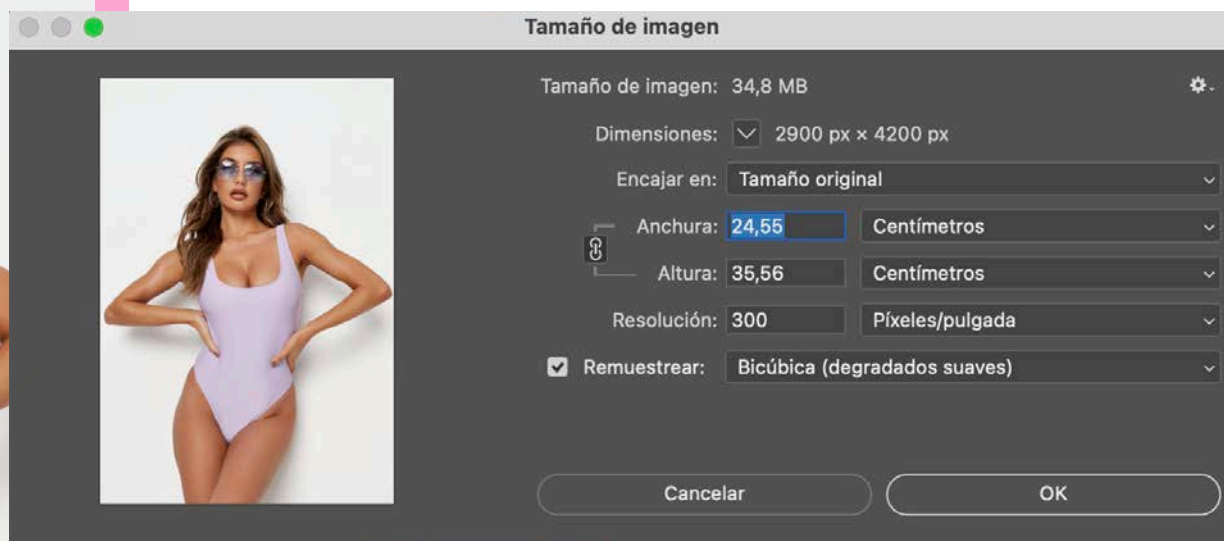 Tamaño de imagen
Tamaño de imagen: 34,8 MB
Dimensiones: 2900 px × 4200 px
Encajar en: Tamaño original
Anchura: 24,55 Centímetros
Altura: 35,56 Centímetros
Resolución: 300 Píxeles/pulgada
Remuestrear: Bicúbica (degradados suaves)
Cancelar OK